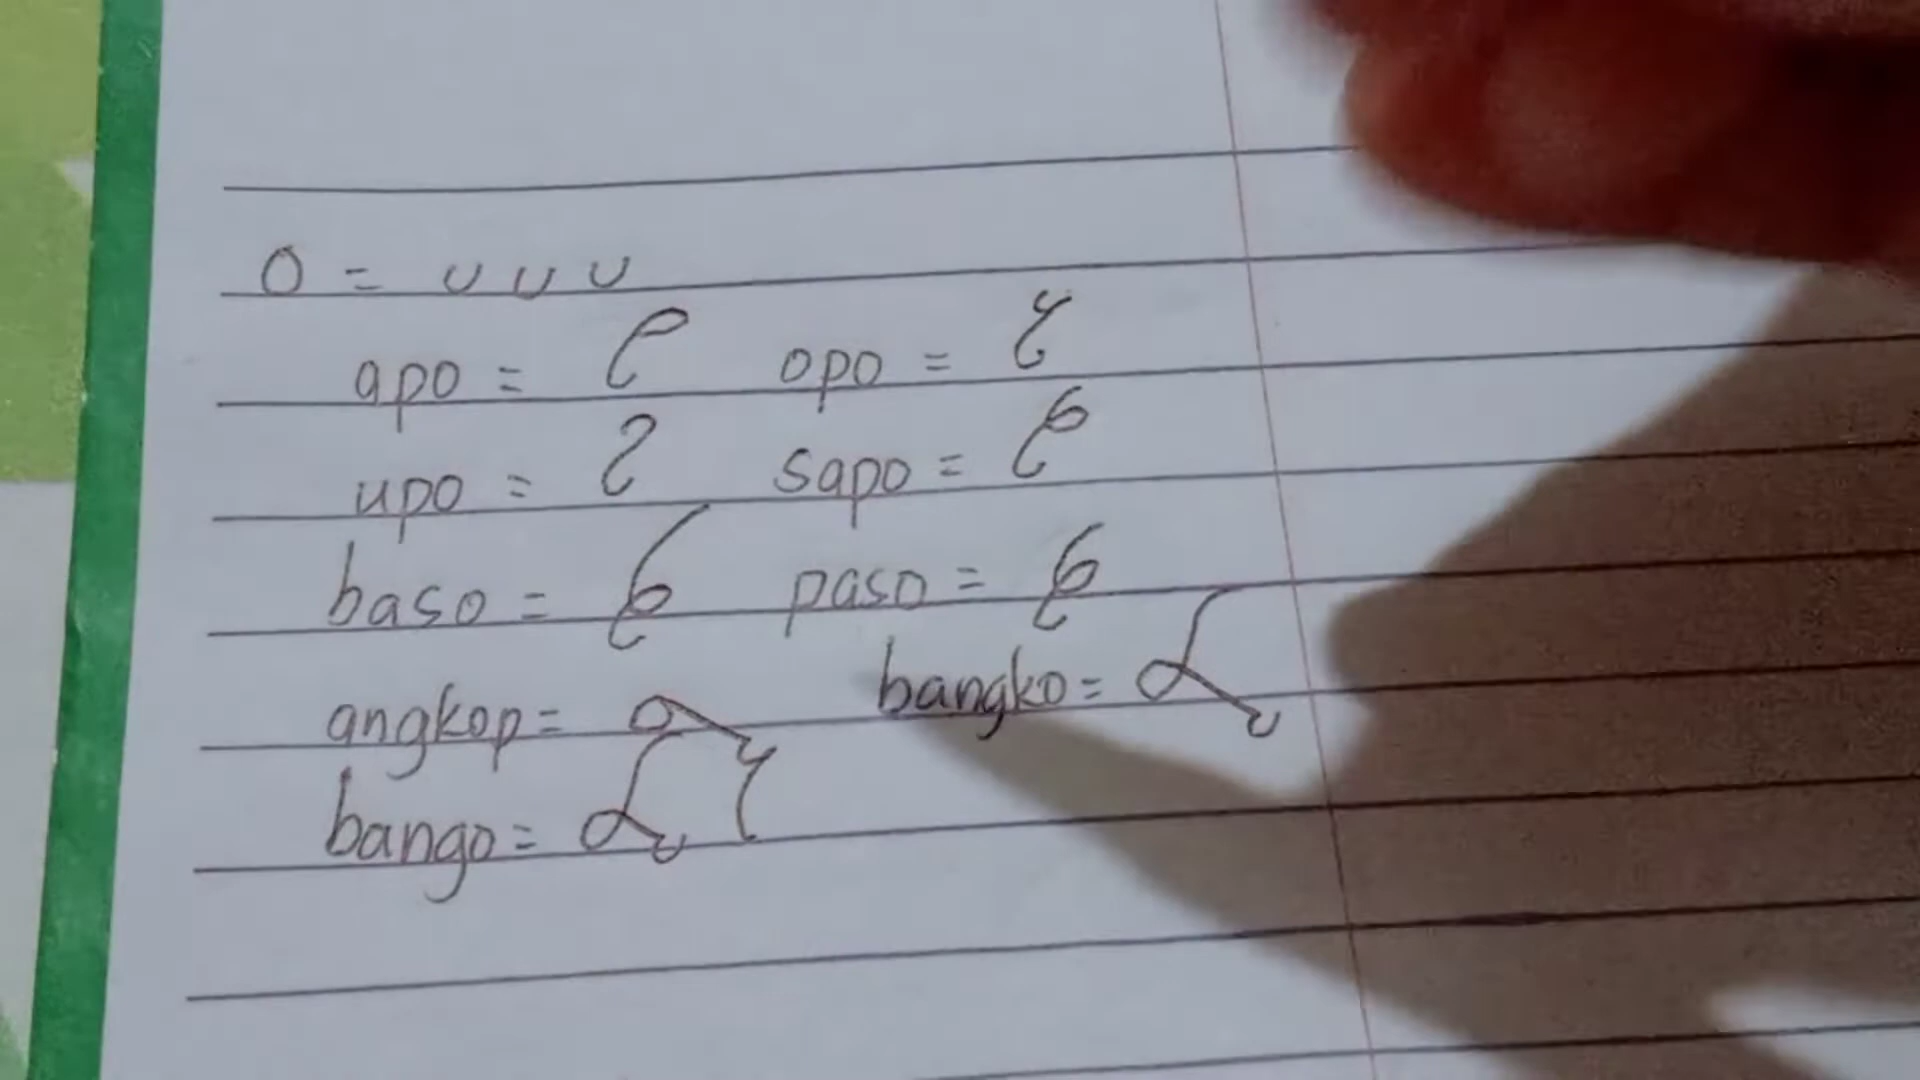 O = ∪ ∪ ∪
apo = opo =
upo = sapo =
baso = paso =
angkop = bangko =
bango =